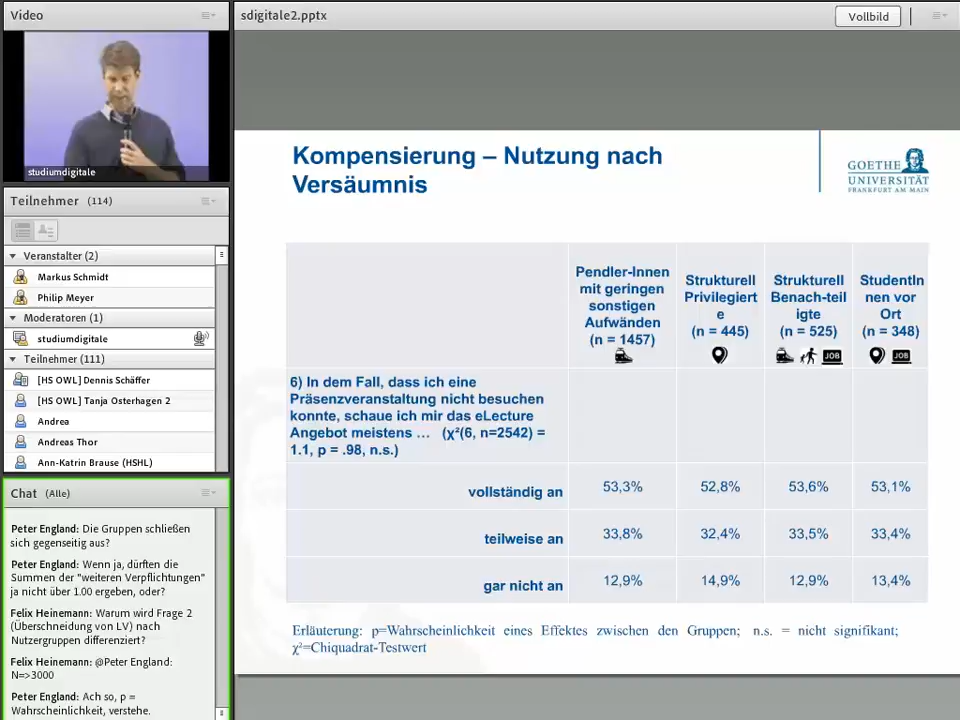 Video
studiumdigitale
Teilnehmer (114)
Veranstalter (2)
Markus Schmidt
Philip Meyer
Moderatoren (1)
studiumdigitale
Teilnehmer (111)
[HS OWL] Dennis Schäffer
[HS OWL] Tanja Osterhagen 2
Andrea
Andreas Thor
Ann-Katrin Brause (HSHL)
Chat (Alle)
Peter England: Die Gruppen schließen
sich gegenseitig aus?
Peter England: Wenn ja, dürften die
Summen der "weiteren Verpflichtungen"
ja nicht über 1.00 ergeben, oder?
Felix Heinemann: Warum wird Frage 2
(Überschneidung von LV) nach
Nutzergruppen differenziert?
Felix Heinemann: @Peter England:
N=>3000
Peter England: Ach so, p =
Wahrscheinlichkeit, verstehe.
sdigitale2.pptx
Vollbild
Kompensierung – Nutzung nach
Versäumnis
GOETHE
UNIVERSITÄT
FRANKFURT AM MAIN
Pendler-Innen
mit geringen
sonstigen
Aufwänden
(n = 1457)
Strukturell
Privilegiert
e
(n = 445)
Strukturell
Benach-teil
igte
(n = 525)
JOB
StudentIn
nen vor
Ort
(n = 348)
JOB
6) In dem Fall, dass ich eine
Präsenzveranstaltung nicht besuchen
konnte, schaue ich mir das eLecture
Angebot meistens … (χ²(6, n=2542) =
1.1, p = .98, n.s.)
vollständig an 53,3% 52,8% 53,6% 53,1%
teilweise an 33,8% 32,4% 33,5% 33,4%
gar nicht an 12,9% 14,9% 12,9% 13,4%
Erläuterung: p=Wahrscheinlichkeit eines Effektes zwischen den Gruppen; n.s. = nicht signifikant;
χ²=Chiquadrat-Testwert